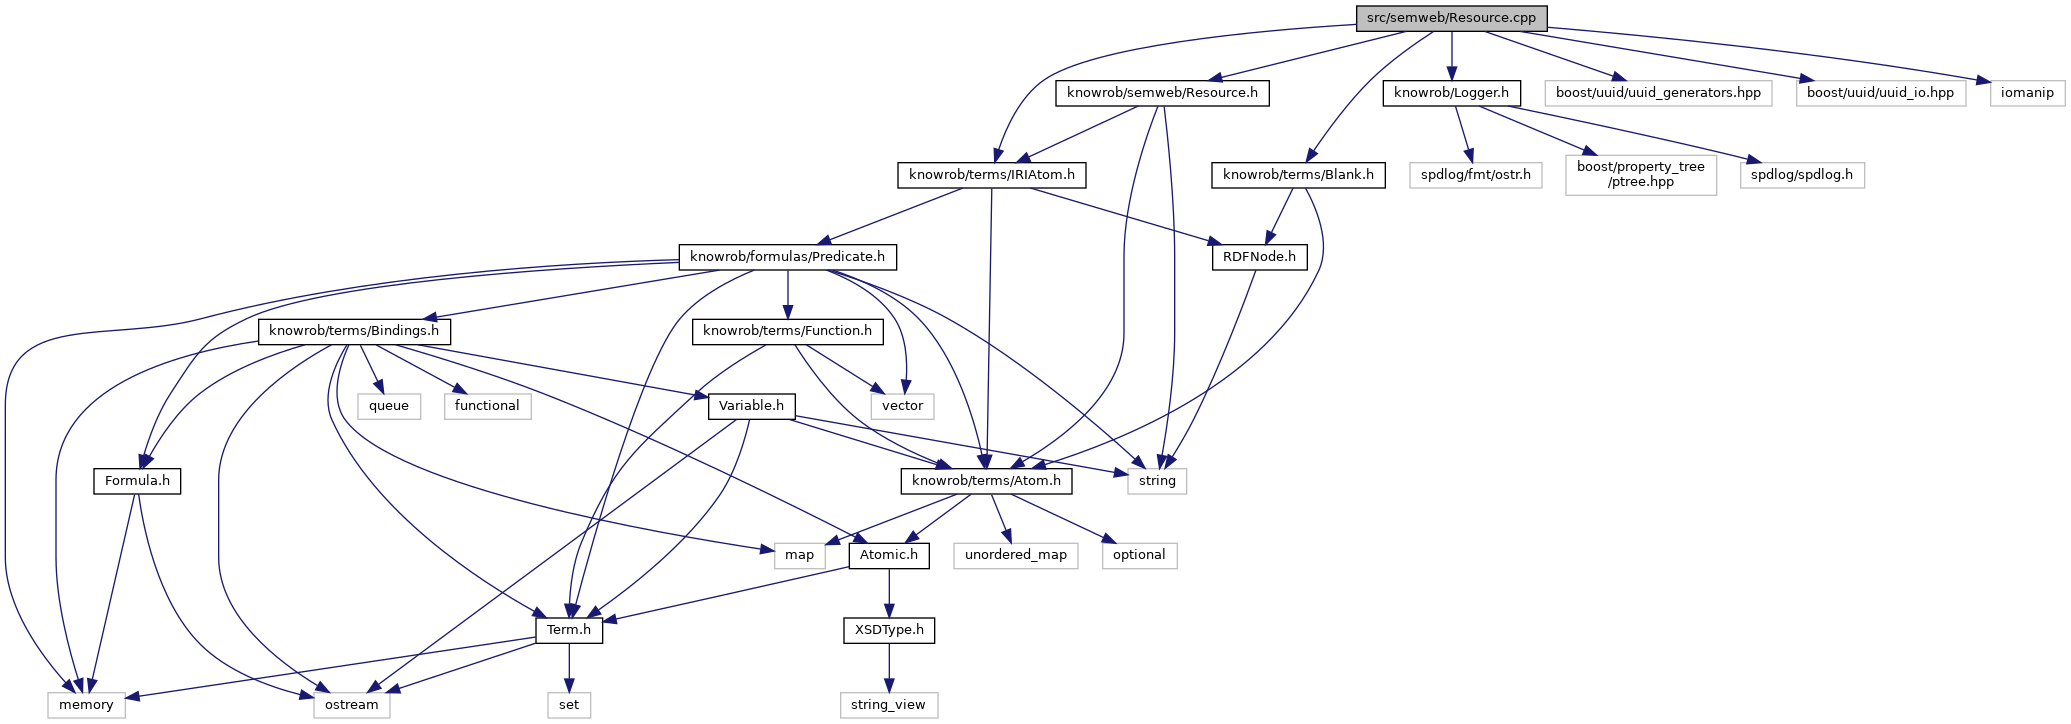 src/semweb/Resource.cpp
knowrob/semweb/Resource.h
knowrob/Logger.h
boost/uuid/uuid_generators.hpp
boost/uuid/uuid_io.hpp
iomanip
knowrob/terms/IRIAtom.h
knowrob/terms/Blank.h
spdlog/fmt/ostr.h
boost/property_tree
/ptree.hpp
spdlog/spdlog.h
knowrob/formulas/Predicate.h
RDFNode.h
knowrob/terms/Bindings.h
knowrob/terms/Function.h
queue
functional
Variable.h
vector
Formula.h
knowrob/terms/Atom.h
string
map
Atomic.h
unordered_map
optional
Term.h
XSDType.h
memory
ostream
set
string_view